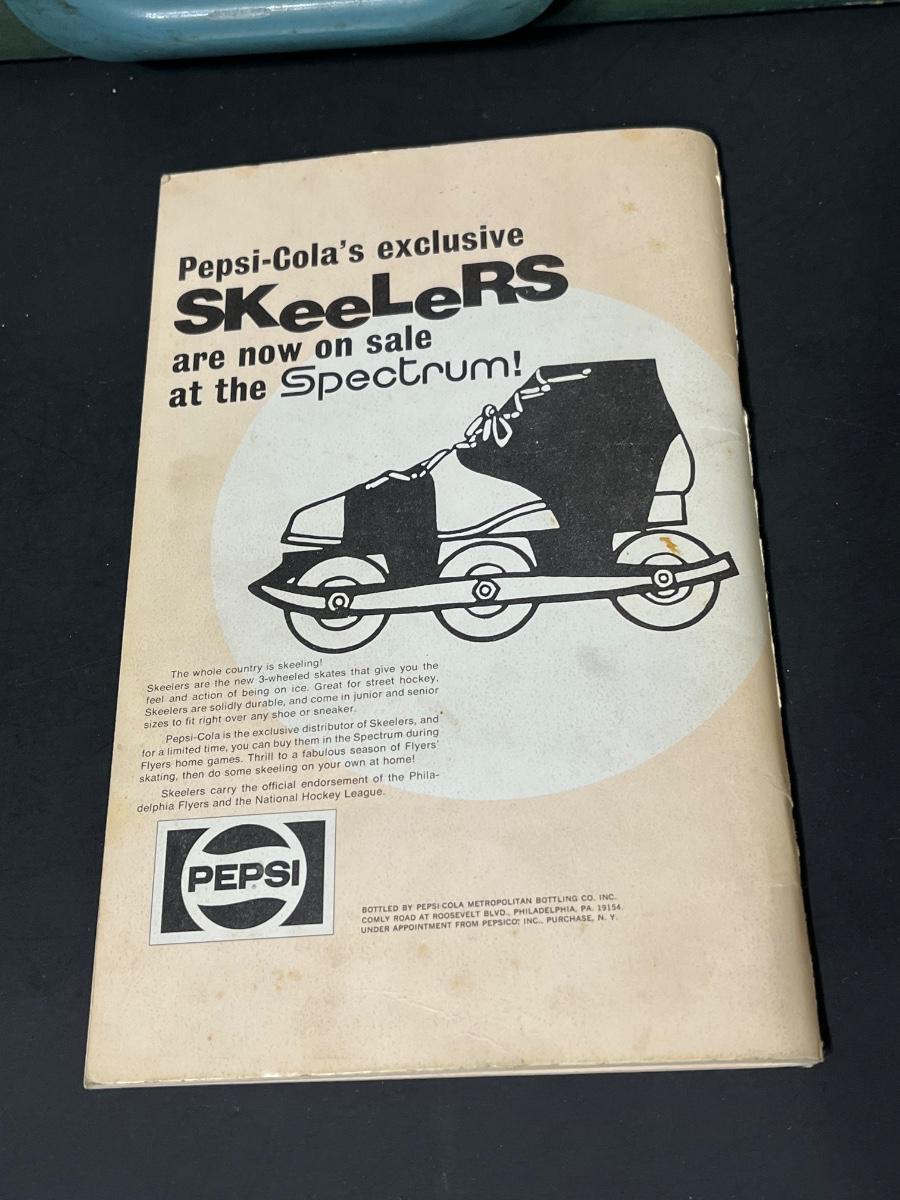 Pepsi-Cola's exclusive
SKeeLeRS
are now on sale
at the Spectrum!
The whole country is skeeling!
Skeelers are the new 3-wheeled skates that give you the
feel and action of being on ice. Great for street hockey,
Skeelers are solidly durable, and come in junior and senior
sizes to fit right over any shoe or sneaker.
Pepsi-Cola is the exclusive distributor of Skeelers, and
for a limited time, you can buy them in the Spectrum during
Flyers home games. Thrill to a fabulous season of Flyers'
skating, then do some skeeling on your own at home!
Skeelers carry the official endorsement of the Phila-
delphia Flyers and the National Hockey League.
PEPSI
BOTTLED BY PEPSI-COLA METROPOLITAN BOTTLING CO. INC.
COMLY ROAD AT ROOSEVELT BLVD., PHILADELPHIA, PA. 19154.
UNDER APPOINTMENT FROM PEPSICO, INC., PURCHASE, N. Y.